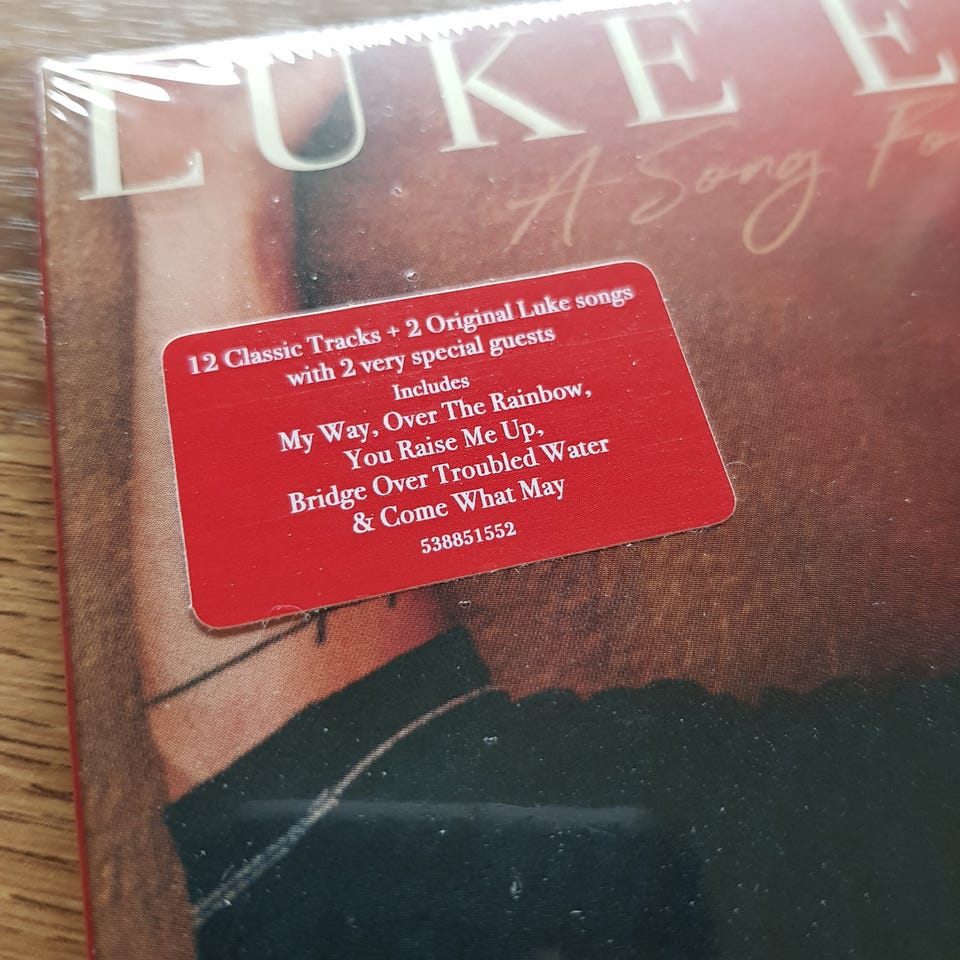 LUKE E
A Song Fo
12 Classic Tracks + 2 Original Luke songs
with 2 very special guests
Includes
My Way, Over The Rainbow,
You Raise Me Up,
Bridge Over Troubled Water
& Come What May
538851552